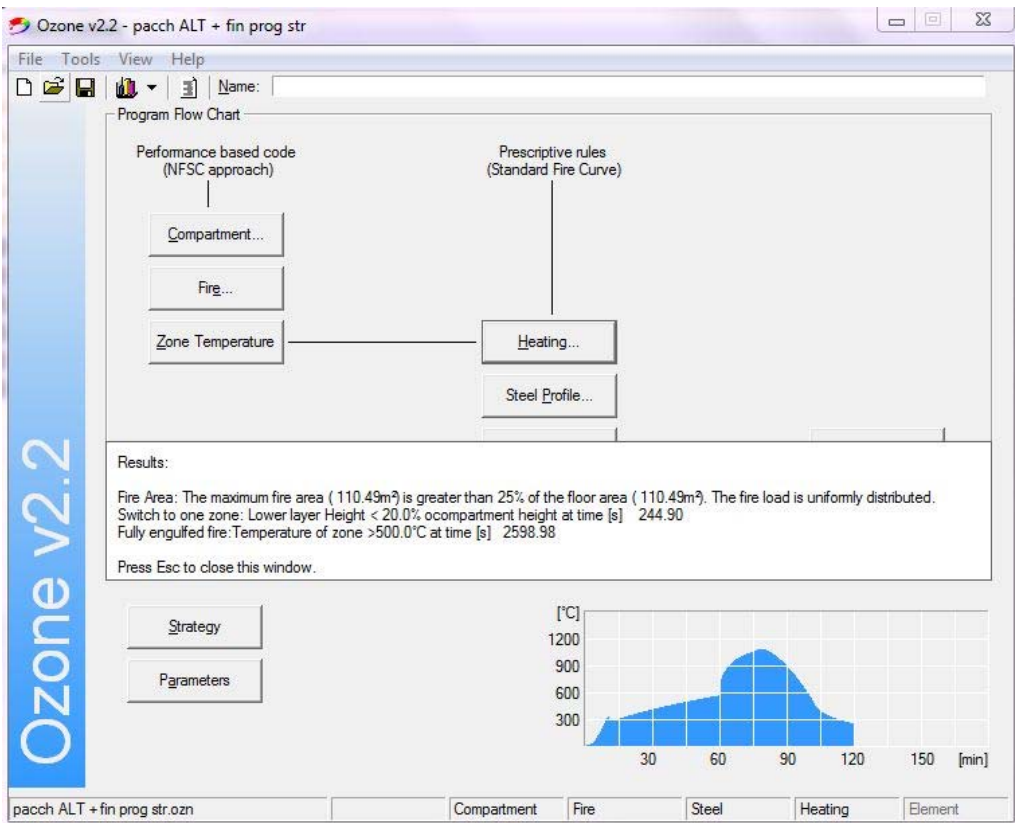 Ozone v2.2 - pacch ALT + fin prog str
File Tools View Help
Name:
Program Flow Chart
Performance based code
(NFSC approach)
Prescriptive rules
(Standard Fire Curve)
Compartment...
Fire...
Zone Temperature
Heating...
Steel Profile...
Results:
Fire Area: The maximum fire area ( 110.49m²) is greater than 25% of the floor area ( 110.49m²). The fire load is uniformly distributed.
Switch to one zone: Lower layer Height < 20.0% ocompartment height at time [s] 244.90
Fully engulfed fire:Temperature of zone >500.0°C at time [s] 2598.98
Press Esc to close this window.
Strategy
Parameters
[°C]
1200
900
600
300
30 60 90 120 150 [min]
Ozone v2.2
pacch ALT + fin prog str.ozn Compartment Fire Steel Heating Element